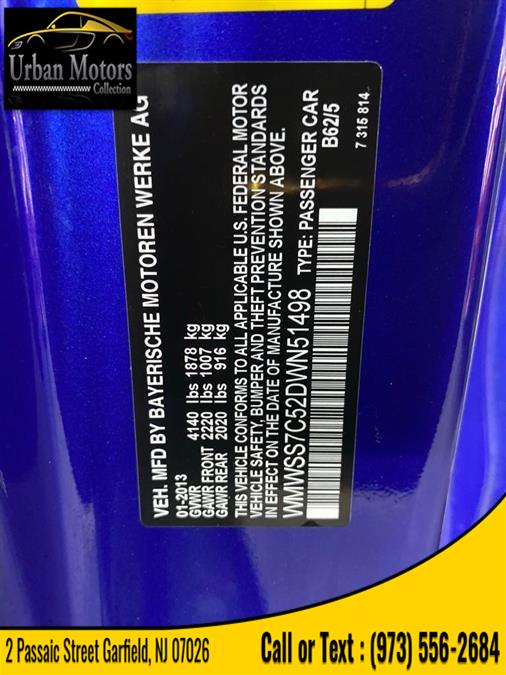 Urban Motors
Collection
VEH. MFD BY BAYERISCHE MOTOREN WERKE AG
01-2013
GVWR 4140 lbs 1878 kg
GAWR FRONT 2220 lbs 1007 kg
GAWR REAR 2020 lbs 916 kg
THIS VEHICLE CONFORMS TO ALL APPLICABLE U.S. FEDERAL MOTOR
VEHICLE SAFETY, BUMPER AND THEFT PREVENTION STANDARDS
IN EFFECT ON THE DATE OF MANUFACTURE SHOWN ABOVE.
WMWSS7C52DWN51498 TYPE: PASSENGER CAR
B62/5
7 315 814
2 Passaic Street Garfield, NJ 07026
Call or Text : (973) 556-2684